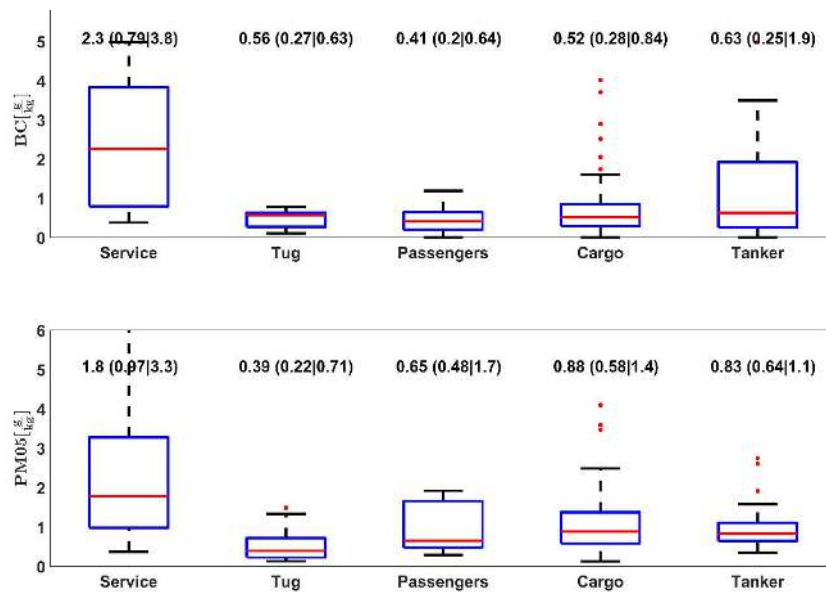 5
2.3 (0.79|3.8) 0.56 (0.27|0.63) 0.41 (0.2|0.64) 0.52 (0.28|0.84) 0.63 (0.25|1.9)
4
3
2
1
0
BC[g/kg]
Service Tug Passengers Cargo Tanker
6
5
1.8 (0.97|3.3) 0.39 (0.22|0.71) 0.65 (0.48|1.7) 0.88 (0.58|1.4) 0.83 (0.64|1.1)
4
3
2
1
0
PM05[g/kg]
Service Tug Passengers Cargo Tanker